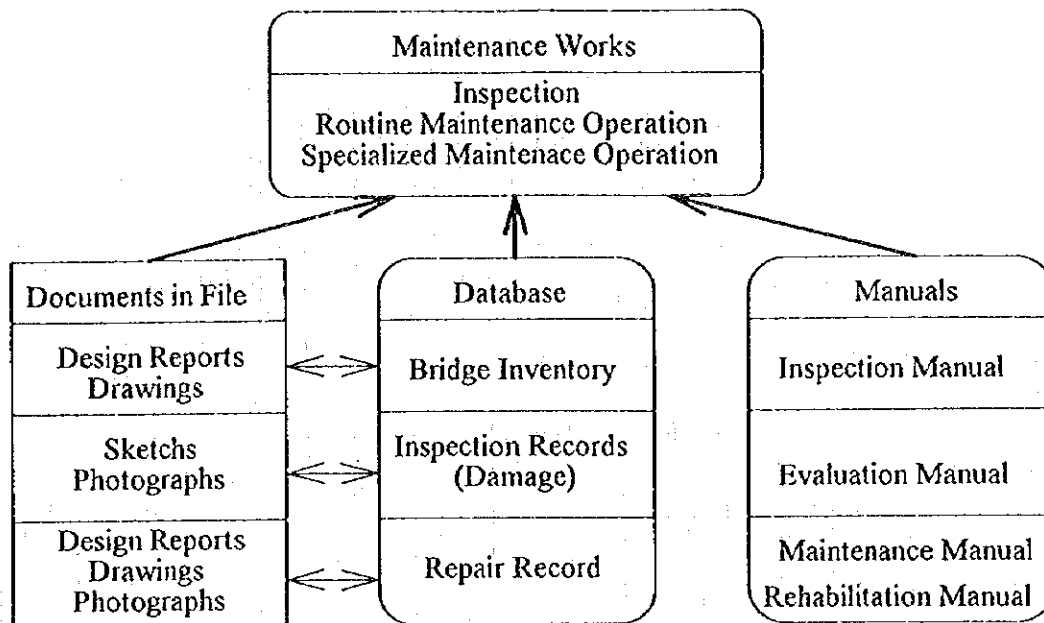 Maintenance Works
Inspection
Routine Maintenance Operation
Specialized Maintenace Operation
Documents in File
Design Reports
Drawings
Sketchs
Photographs
Design Reports
Drawings
Photographs
Database
Bridge Inventory
Inspection Records
(Damage)
Repair Record
Manuals
Inspection Manual
Evaluation Manual
Maintenance Manual
Rehabilitation Manual